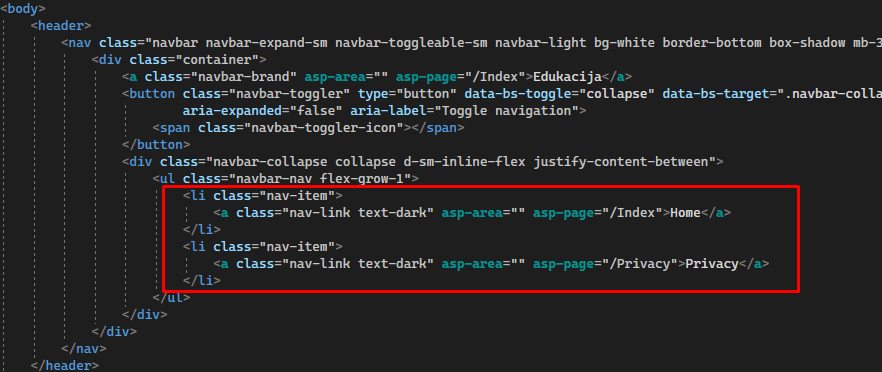 <body>
<header>
<nav class="navbar navbar-expand-sm navbar-toggleable-sm navbar-light bg-white border-bottom box-shadow mb-3
<div class="container">
<a class="navbar-brand" asp-area="" asp-page="/Index">Edukacija</a>
<button class="navbar-toggler" type="button" data-bs-toggle="collapse" data-bs-target=".navbar-colla
aria-expanded="false" aria-label="Toggle navigation">
<span class="navbar-toggler-icon"></span>
</button>
<div class="navbar-collapse collapse d-sm-inline-flex justify-content-between">
<ul class="navbar-nav flex-grow-1">
<li class="nav-item">
<a class="nav-link text-dark" asp-area="" asp-page="/Index">Home</a>
</li>
<li class="nav-item">
<a class="nav-link text-dark" asp-area="" asp-page="/Privacy">Privacy</a>
</li>
</ul>
</div>
</div>
</nav>
</header>